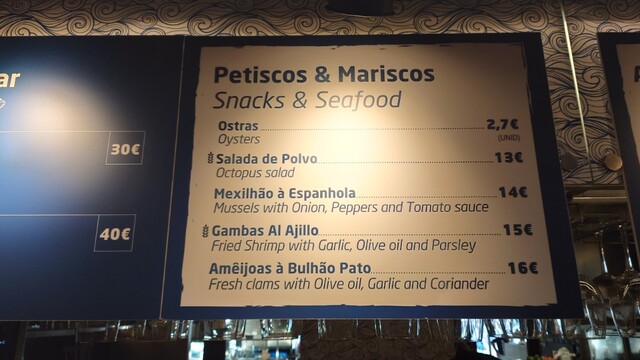 ar
30€
40€
Petiscos & Mariscos
Snacks & Seafood
Ostras 2,7€
Oysters (UNID)
Salada de Polvo 13€
Octopus salad
Mexilhão à Espanhola 14€
Mussels with Onion, Peppers and Tomato sauce
Gambas Al Ajillo 15€
Fried Shrimp with Garlic, Olive oil and Parsley
Amêijoas à Bulhão Pato 16€
Fresh clams with Olive oil, Garlic and Coriander